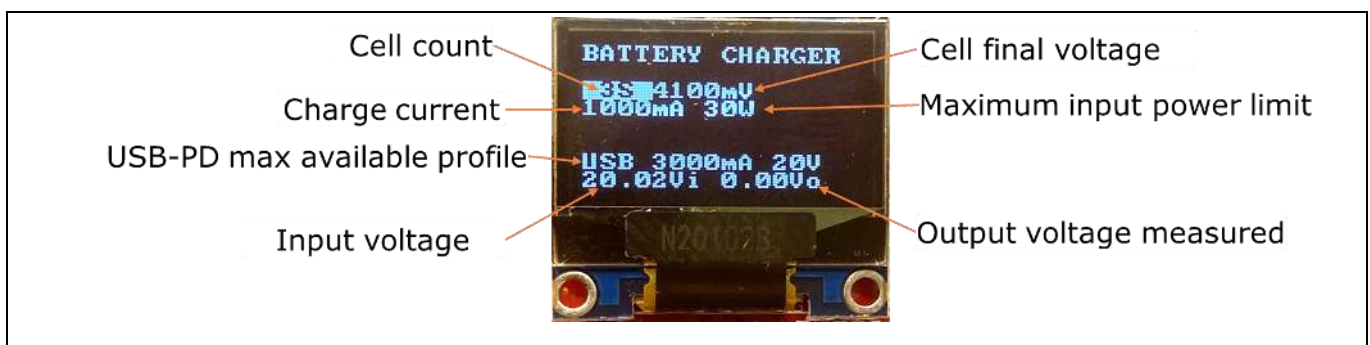 Cell count
Charge current
USB-PD max available profile
Input voltage
BATTERY CHARGER
3S 4100mV
1000mA 30W
USB 3000mA 20V
20.02Vi 0.00Vo
N20102B
Cell final voltage
Maximum input power limit
Output voltage measured